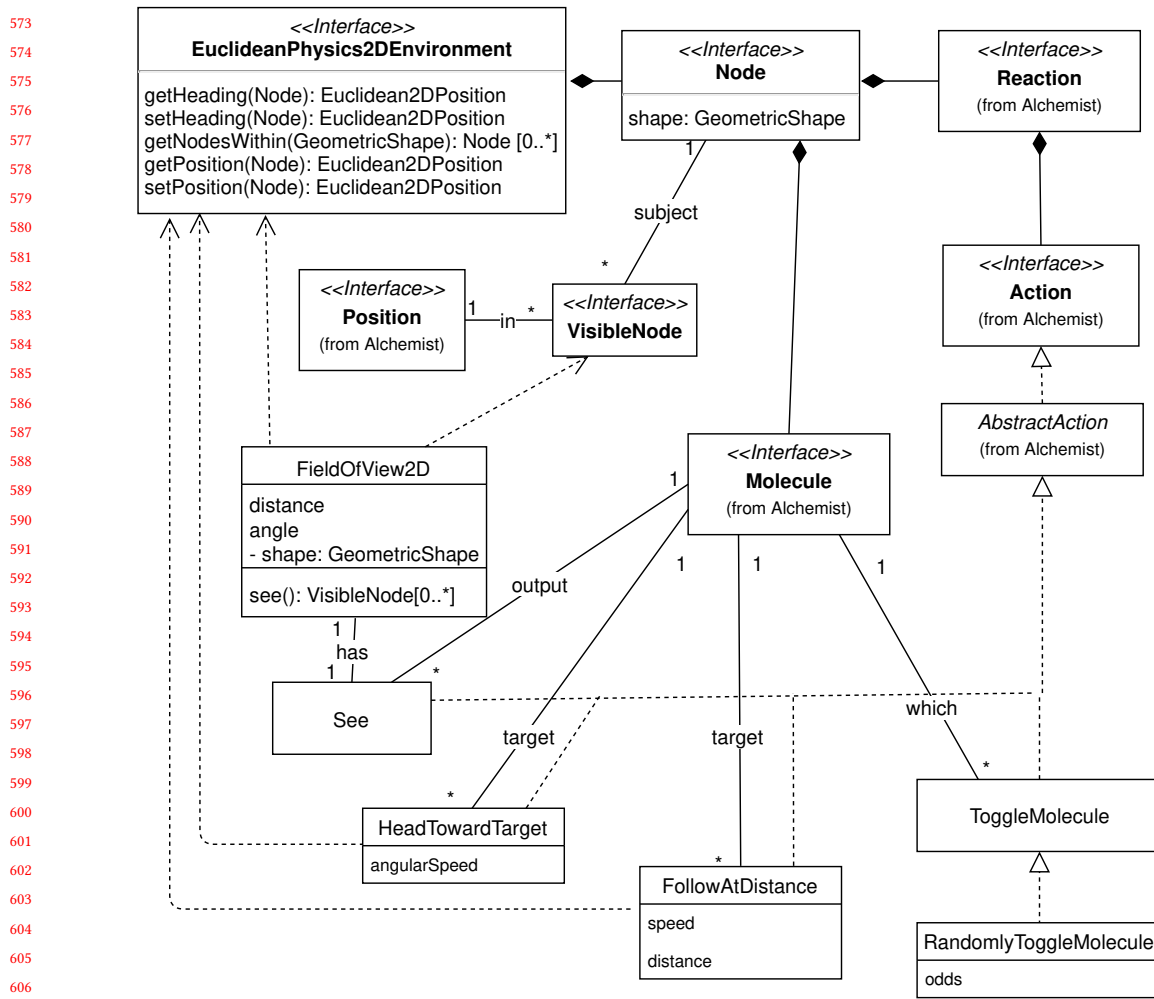 573
574
575
576
577
578
579
580
581
582
583
584
585
586
587
588
589
590
591
592
593
594
595
596
597
598
599
600
601
602
603
604
605
606
<<Interface>>
EuclideanPhysics2DEnvironment
getHeading(Node): Euclidean2DPosition
setHeading(Node): Euclidean2DPosition
getNodesWithin(GeometricShape): Node [0..*]
getPosition(Node): Euclidean2DPosition
setPosition(Node): Euclidean2DPosition
<<Interface>>
Node
shape: GeometricShape
<<Interface>>
Reaction
(from Alchemist)
1
subject
*
<<Interface>>
Position
(from Alchemist)
1
in
*
<<Interface>>
VisibleNode
<<Interface>>
Action
(from Alchemist)
AbstractAction
(from Alchemist)
FieldOfView2D
distance
angle
- shape: GeometricShape
see(): VisibleNode[0..*]
<<Interface>>
Molecule
(from Alchemist)
1
1
1
1
output
1
has
1
*
See
target
target
which
*
*
*
HeadTowardTarget
angularSpeed
FollowAtDistance
speed
distance
ToggleMolecule
RandomlyToggleMolecule
odds